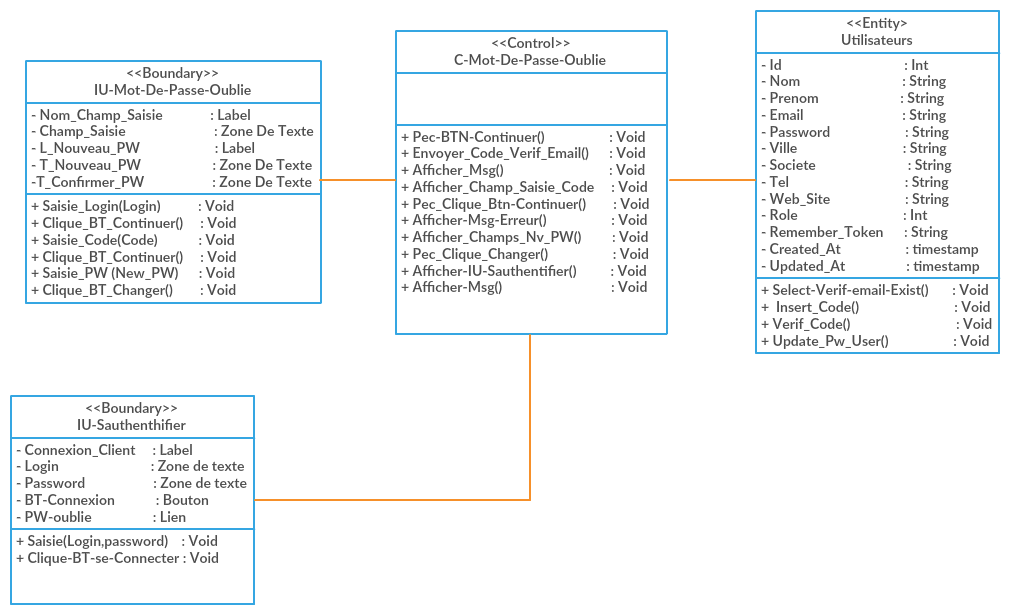 <<Boundary>>
IU-Mot-De-Passe-Oublie
- Nom_Champ_Saisie : Label
- Champ_Saisie : Zone De Texte
- L_Nouveau_PW : Label
- T_Nouveau_PW : Zone De Texte
-T_Confirmer_PW : Zone De Texte
+ Saisie_Login(Login) : Void
+ Clique_BT_Continuer() : Void
+ Saisie_Code(Code) : Void
+ Clique_BT_Continuer() : Void
+ Saisie_PW (New_PW) : Void
+ Clique_BT_Changer() : Void
<<Control>>
C-Mot-De-Passe-Oublie
+ Pec-BTN-Continuer() : Void
+ Envoyer_Code_Verif_Email() : Void
+ Afficher_Msg() : Void
+ Afficher_Champ_Saisie_Code : Void
+ Pec_Clique_Btn-Continuer() : Void
+ Afficher-Msg-Erreur() : Void
+ Afficher_Champs_Nv_PW() : Void
+ Pec_Clique_Changer() : Void
+ Afficher-IU-Sauthentifier() : Void
+ Afficher-Msg() : Void
<<Entity>
Utilisateurs
- Id : Int
- Nom : String
- Prenom : String
- Email : String
- Password : String
- Ville : String
- Societe : String
- Tel : String
- Web_Site : String
- Role : Int
- Remember_Token : String
- Created_At : timestamp
- Updated_At : timestamp
+ Select-Verif-email-Exist() : Void
+ Insert_Code() : Void
+ Verif_Code() : Void
+ Update_Pw_User() : Void
<<Boundary>>
IU-Sauthenthifier
- Connexion_Client : Label
- Login : Zone de texte
- Password : Zone de texte
- BT-Connexion : Bouton
- PW-oublie : Lien
+ Saisie(Login,password) : Void
+ Clique-BT-se-Connecter : Void